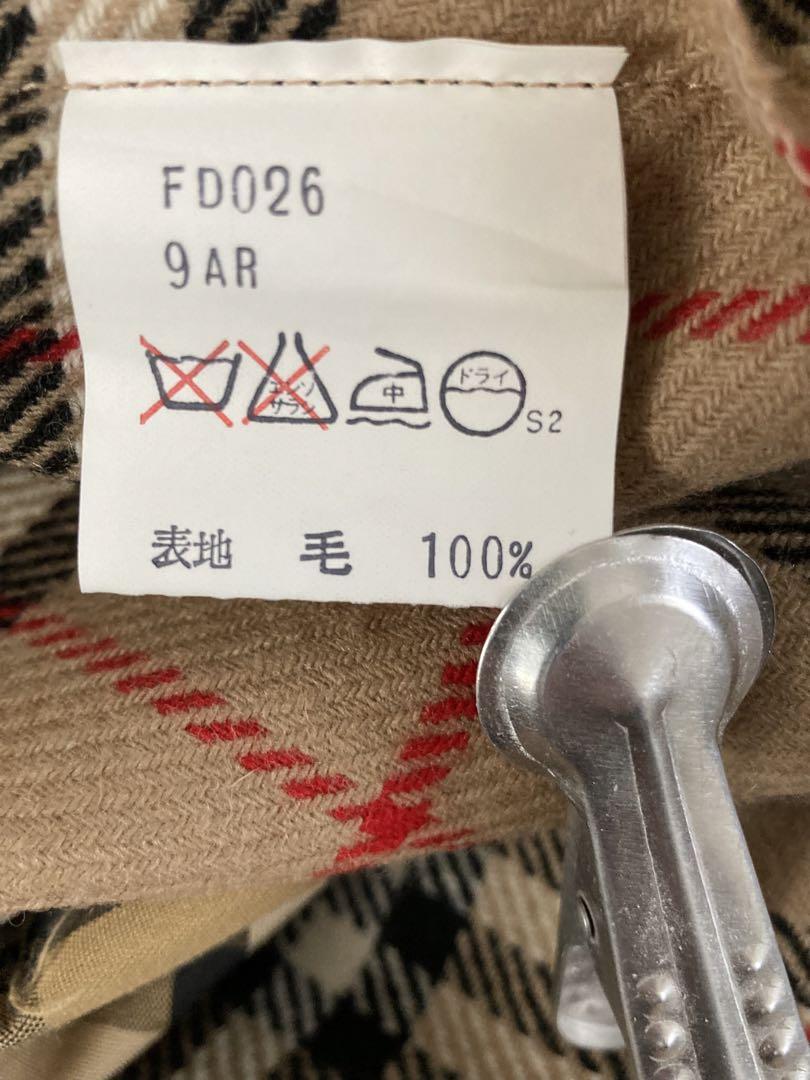 FD026
9AR
エンソ
サラシ
中
ドライ
S2
表地 毛 100%